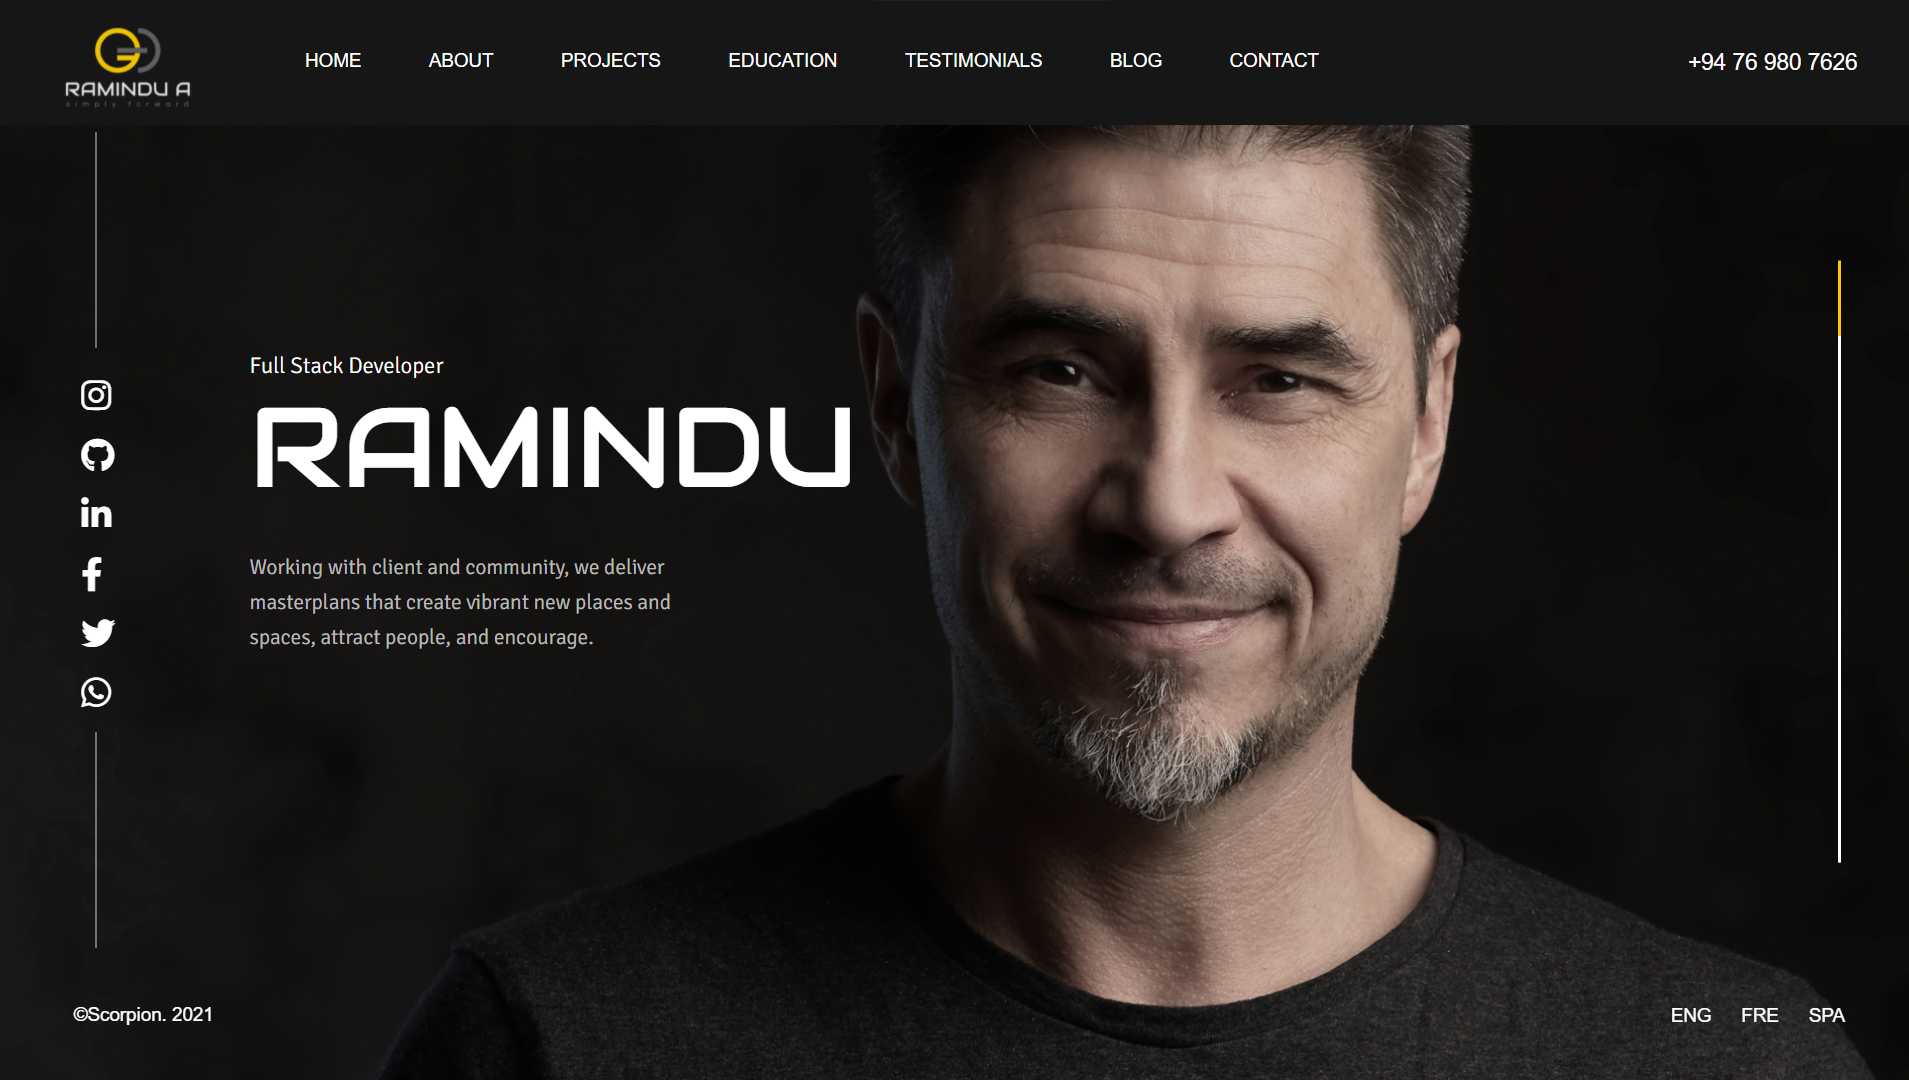 RAMINDU A
simply forward
HOME
ABOUT
PROJECTS
EDUCATION
TESTIMONIALS
BLOG
CONTACT
+94 76 980 7626
Full Stack Developer
RAMINDU
Working with client and community, we deliver
masterplans that create vibrant new places and
spaces, attract people, and encourage.
©Scorpion. 2021
ENG
FRE
SPA